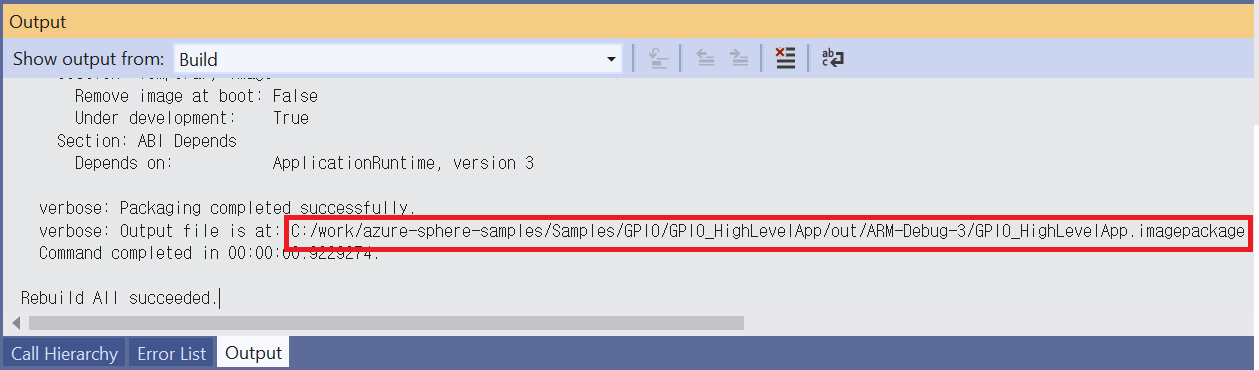 Output
Show output from: Build
Remove image at boot: False
Under development: True
Section: ABI Depends
Depends on: ApplicationRuntime, version 3
verbose: Packaging completed successfully.
verbose: Output file is at: C:/work/azure-sphere-samples/Samples/GPIO/GPIO_HighLevelApp/out/ARM-Debug-3/GPIO_HighLevelApp.imagepackage
Command completed in 00:00:00.9229274.
Rebuild All succeeded.
Call Hierarchy Error List Output